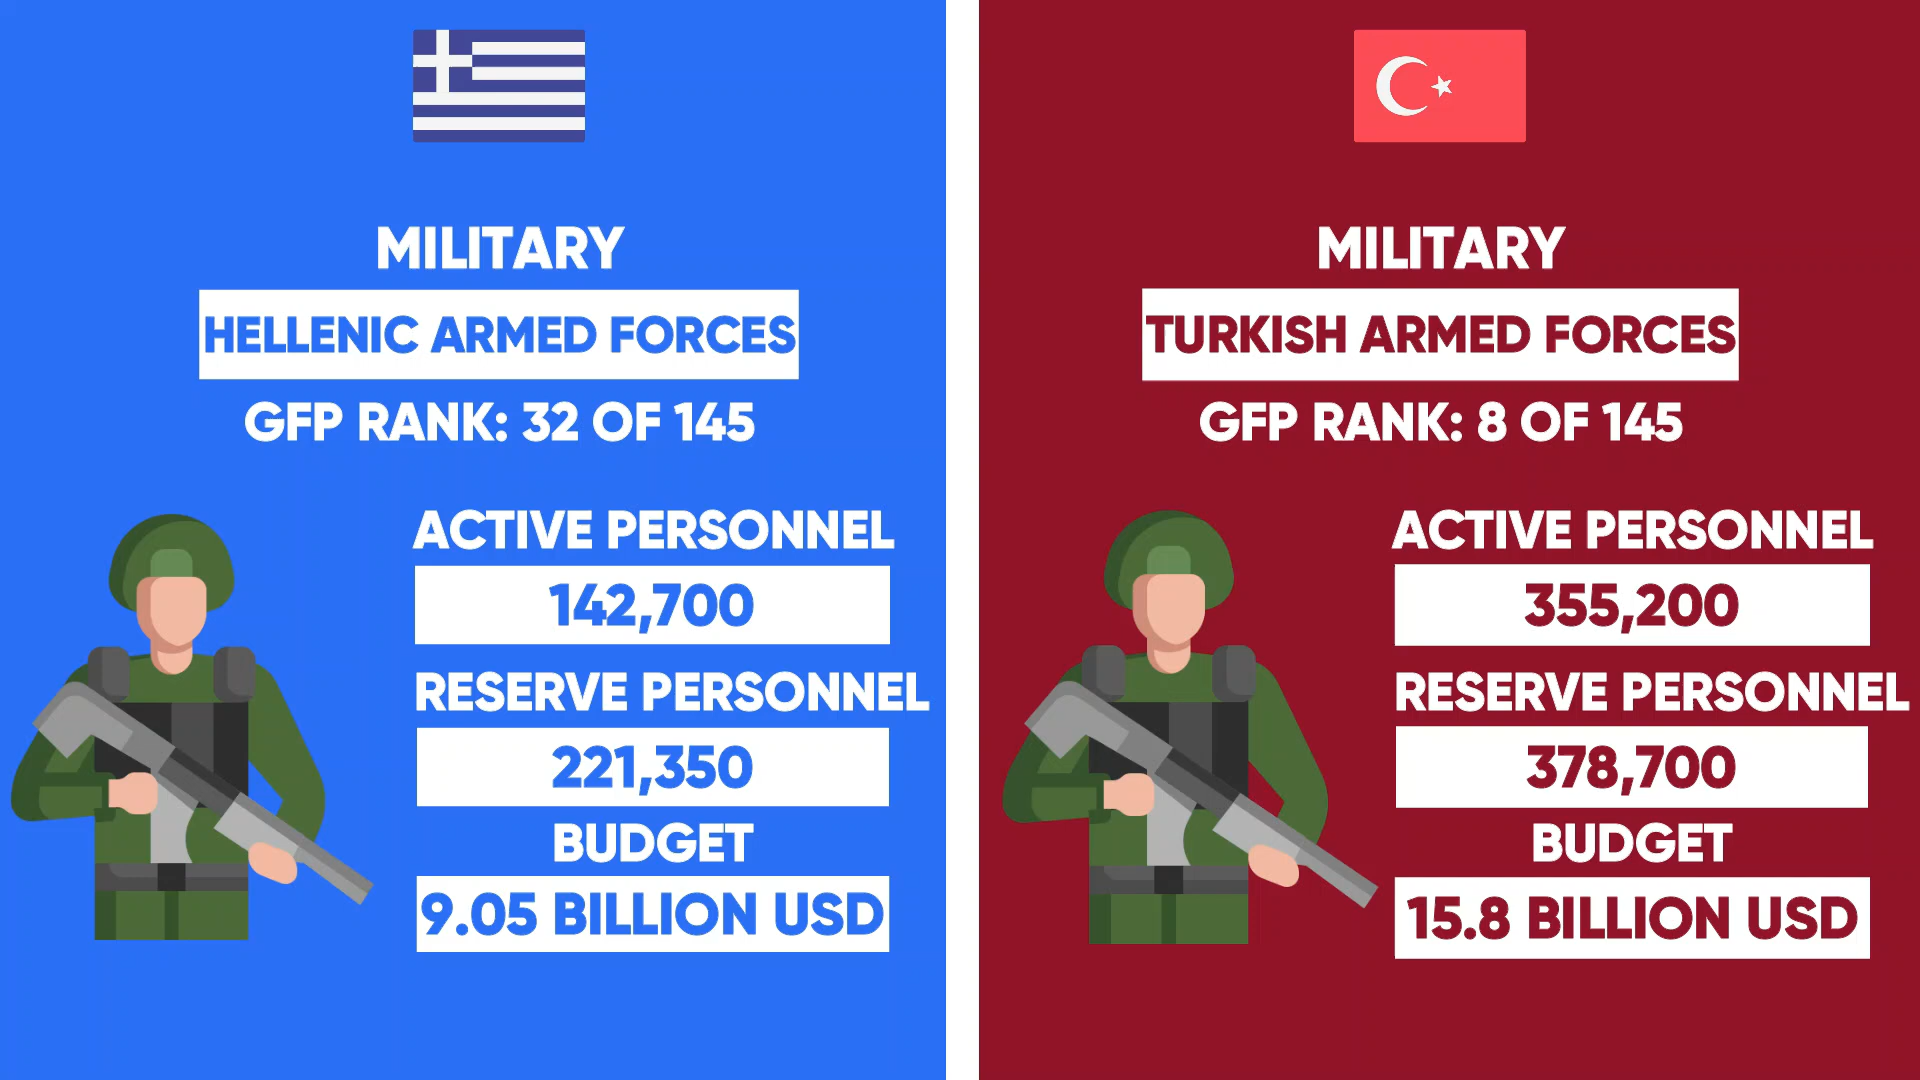 MILITARY
HELLENIC ARMED FORCES
GFP RANK: 32 OF 145
ACTIVE PERSONNEL
142,700
RESERVE PERSONNEL
221,350
BUDGET
9.05 BILLION USD
MILITARY
TURKISH ARMED FORCES
GFP RANK: 8 OF 145
ACTIVE PERSONNEL
355,200
RESERVE PERSONNEL
378,700
BUDGET
15.8 BILLION USD